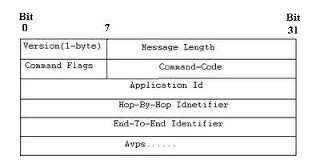 Bit Bit
0 7 31
Version(1-byte) Message Length
Command Flags Command-Code
Application Id
Hop-By-Hop Idnetifier
End-To-End Identifier
Avps......